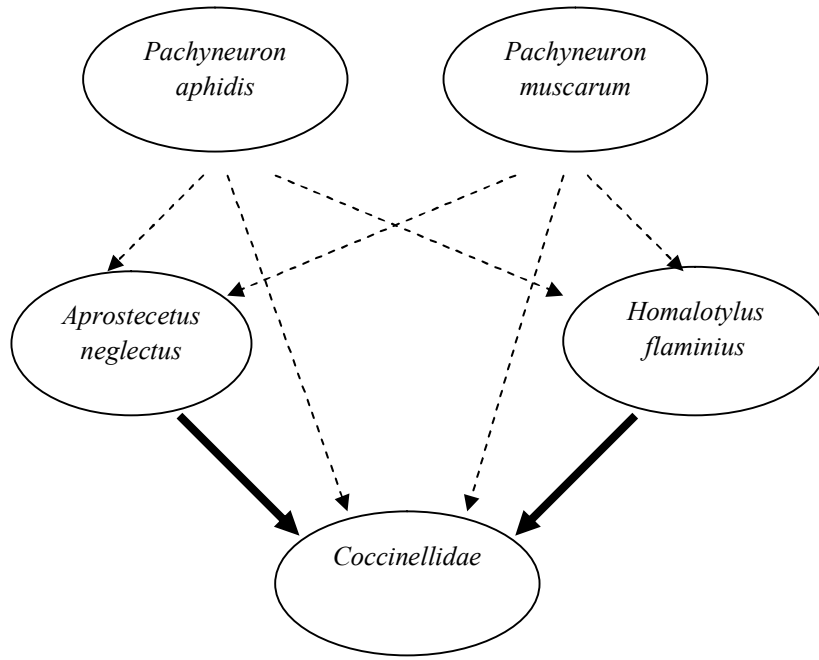 Pachyneuron
aphidis
Pachyneuron
muscarum
Aprostecetus
neglectus
Homalotylus
flaminius
Coccinellidae